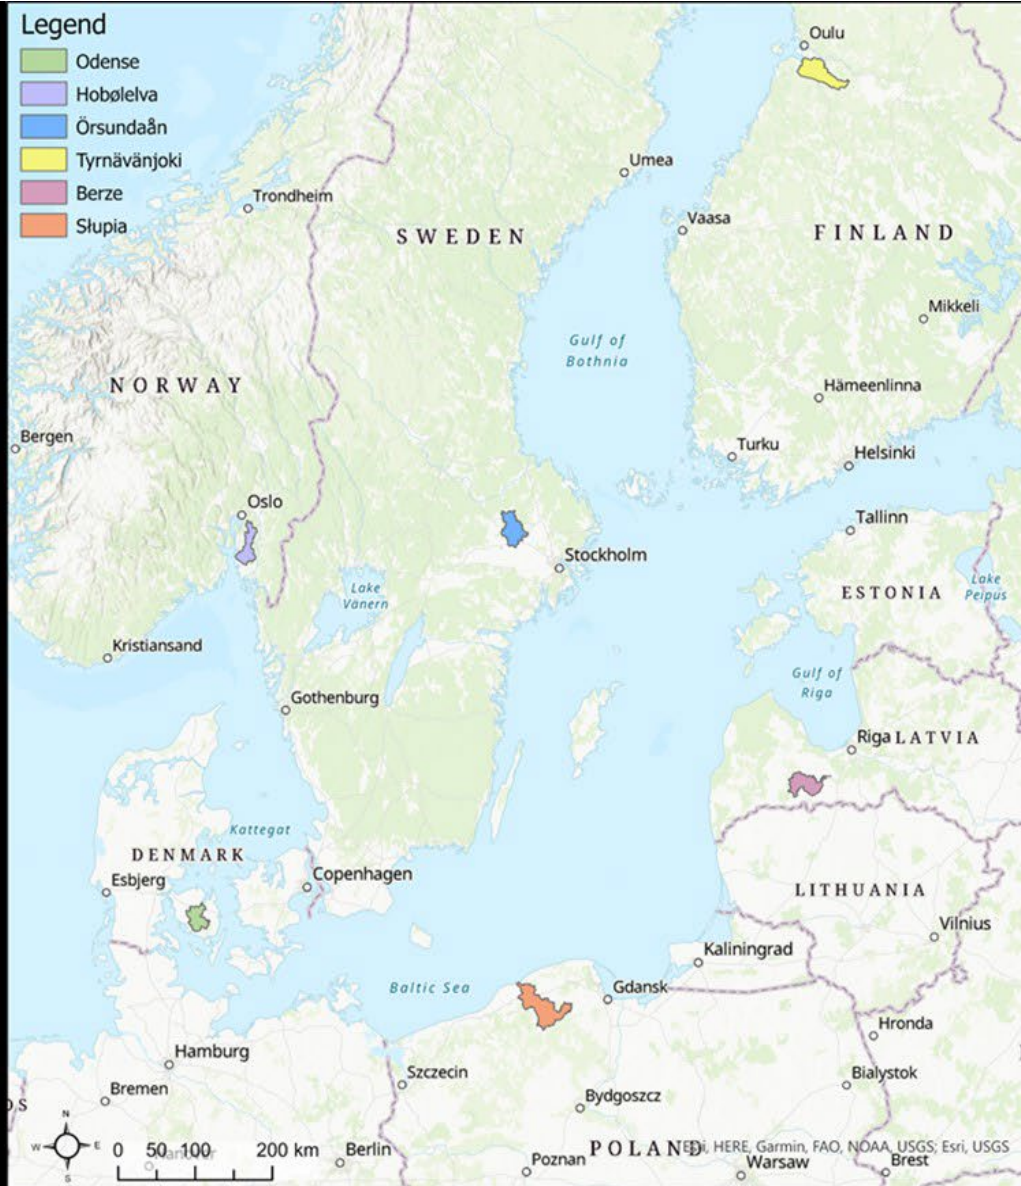 Legend
Odense
Hobølelva
Örsundaån
Tyrnävänjoki
Berze
Słupia
Oulu
Umea
Trondheim
Vaasa
SWEDEN
FINLAND
Mikkeli
Gulf of
Bothnia
NORWAY
Hämeenlinna
Bergen
Turku
Helsinki
Oslo
Tallinn
Stockholm
Lake
Vänern
ESTONIA
Lake
Peipus
Kristiansand
Gulf of
Riga
Gothenburg
Riga
LATVIA
Kattegat
DENMARK
Esbjerg
Copenhagen
LITHUANIA
Vilnius
Kaliningrad
Baltic Sea
Gdansk
Hronda
Hamburg
Szczecin
Bialystok
Bremen
Bydgoszcz
N
W E
S
0 50 100 200 km
Berlin
POLAND
HERE, Garmin, FAO, NOAA, USGS; Esri, USGS
Poznan
Warsaw
Brest